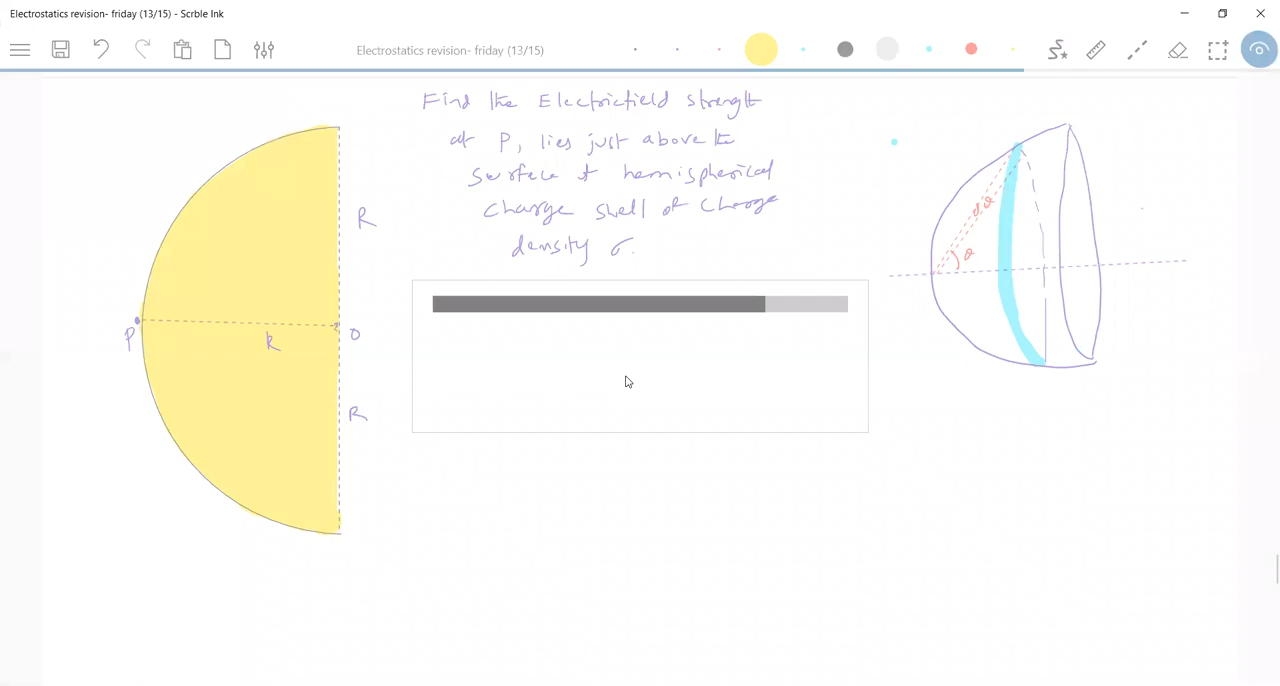 Electrostatics revision- friday (13/15) - Scrble Ink
Electrostatics revision- friday (13/15)
Find the Electricfield strength
at P, lies just above the
surface of hemispherical
charge shell of charge
density σ.
R
P
R
O
R
dθ
θ